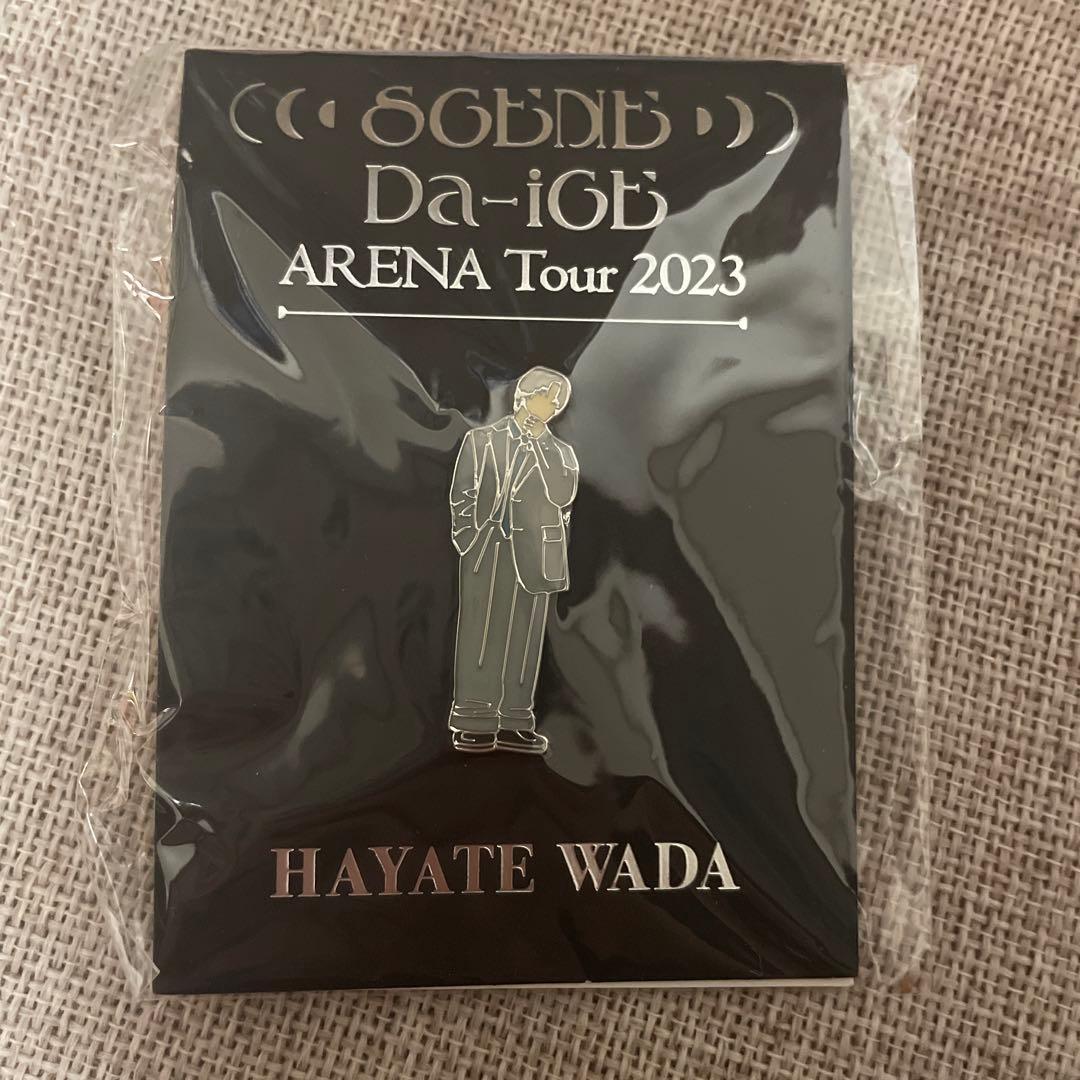 SCENE
Da-iCE
ARENA Tour 2023
HAYATE WADA